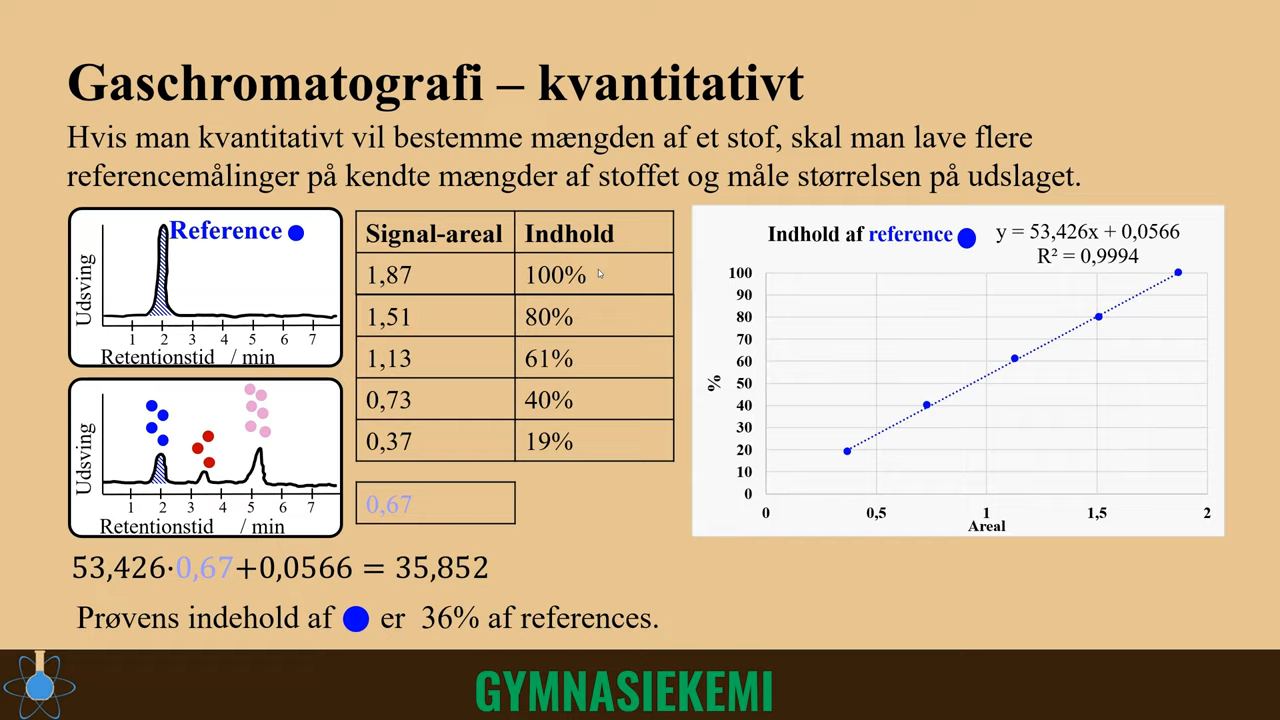 Gaschromatografi – kvantitativt
Hvis man kvantitativt vil bestemme mængden af et stof, skal man lave flere
referencemålinger på kendte mængder af stoffet og måle størrelsen på udslaget.
Reference
Udsving
1 2 3 4 5 6 7
Retentionstid / min
Udsving
1 2 3 4 5 6 7
Retentionstid / min
Signal-areal Indhold
1,87 100%
1,51 80%
1,13 61%
0,73 40%
0,37 19%
0,67
Indhold af reference
y = 53,426x + 0,0566
R² = 0,9994
100
90
80
70
60
50
40
30
20
10
0
%
0 0,5 1 1,5 2
Areal
53,426·0,67+0,0566 = 35,852
Prøvens indehold af er 36% af references.
GYMNASIEKEMI